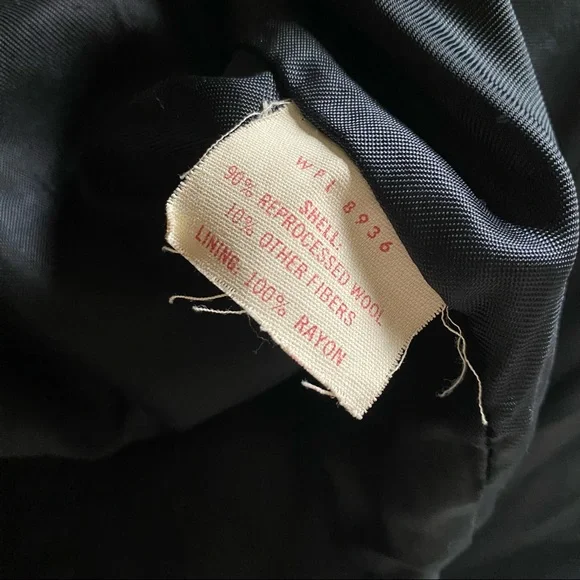 WPL 8936
SHELL:
90% REPROCESSED WOOL
10% OTHER FIBERS
LINING: 100% RAYON